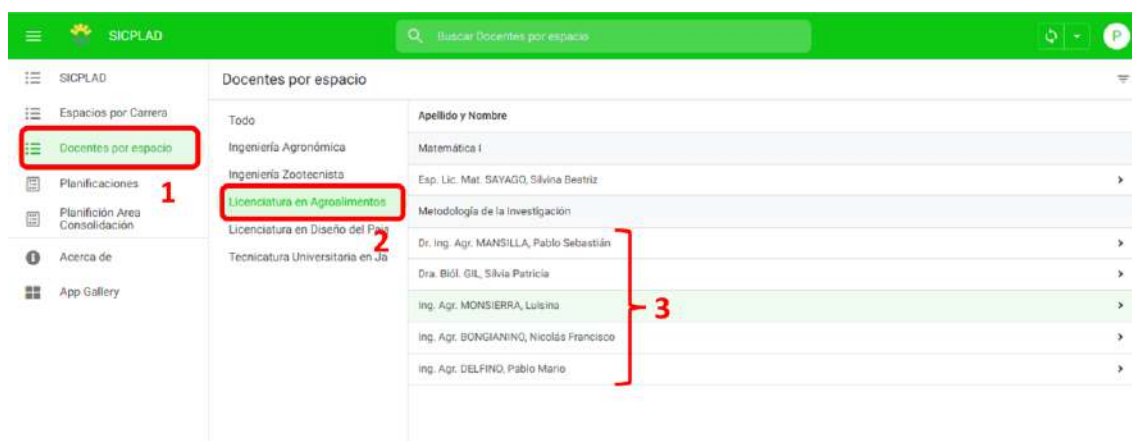 SICPLAD
Buscar Docentes por espacio
P
SICPLAD
Espacios por Carrera
Docentes por espacio
1
Planificaciones
Planifición Area
Consolidación
Acerca de
App Gallery
Docentes por espacio
Todo
Ingeniería Agronómica
Ingeniería Zootecnista
Licenciatura en Agroalimentos
Licenciatura en Diseño del Pais
2
Tecnicatura Universitaria en Ja
Apellido y Nombre
Matemática I
Esp. Lic. Mat. SAYAGO, Silvina Beatriz
Metodología de la Investigación
Dr. Ing. Agr. MANSILLA, Pablo Sebastián
Dra. Biól. GIL, Silvia Patricia
Ing. Agr. MONSIERRA, Luisina
3
Ing. Agr. BONGIANINO, Nicolás Francisco
Ing. Agr. DELFINO, Pablo Mario